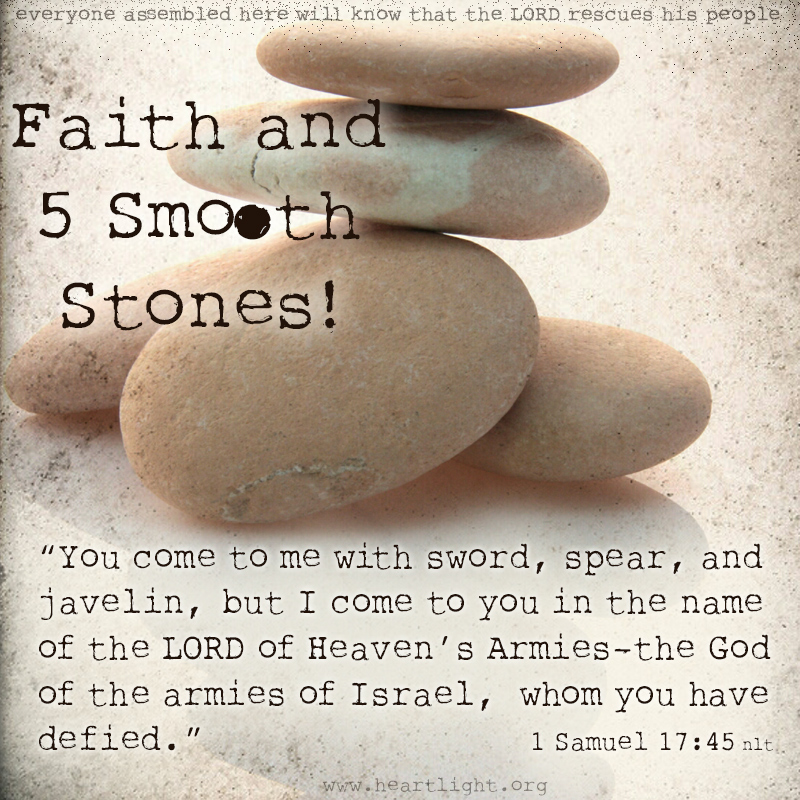 everyone assembled here will know that the LORD rescues his people
Faith and
5 Smooth
Stones!
“You come to me with sword, spear, and
javelin, but I come to you in the name
of the LORD of Heaven’s Armies—the God
of the armies of Israel, whom you have
defied.” 1 Samuel 17:45 nlt
www.heartlight.org